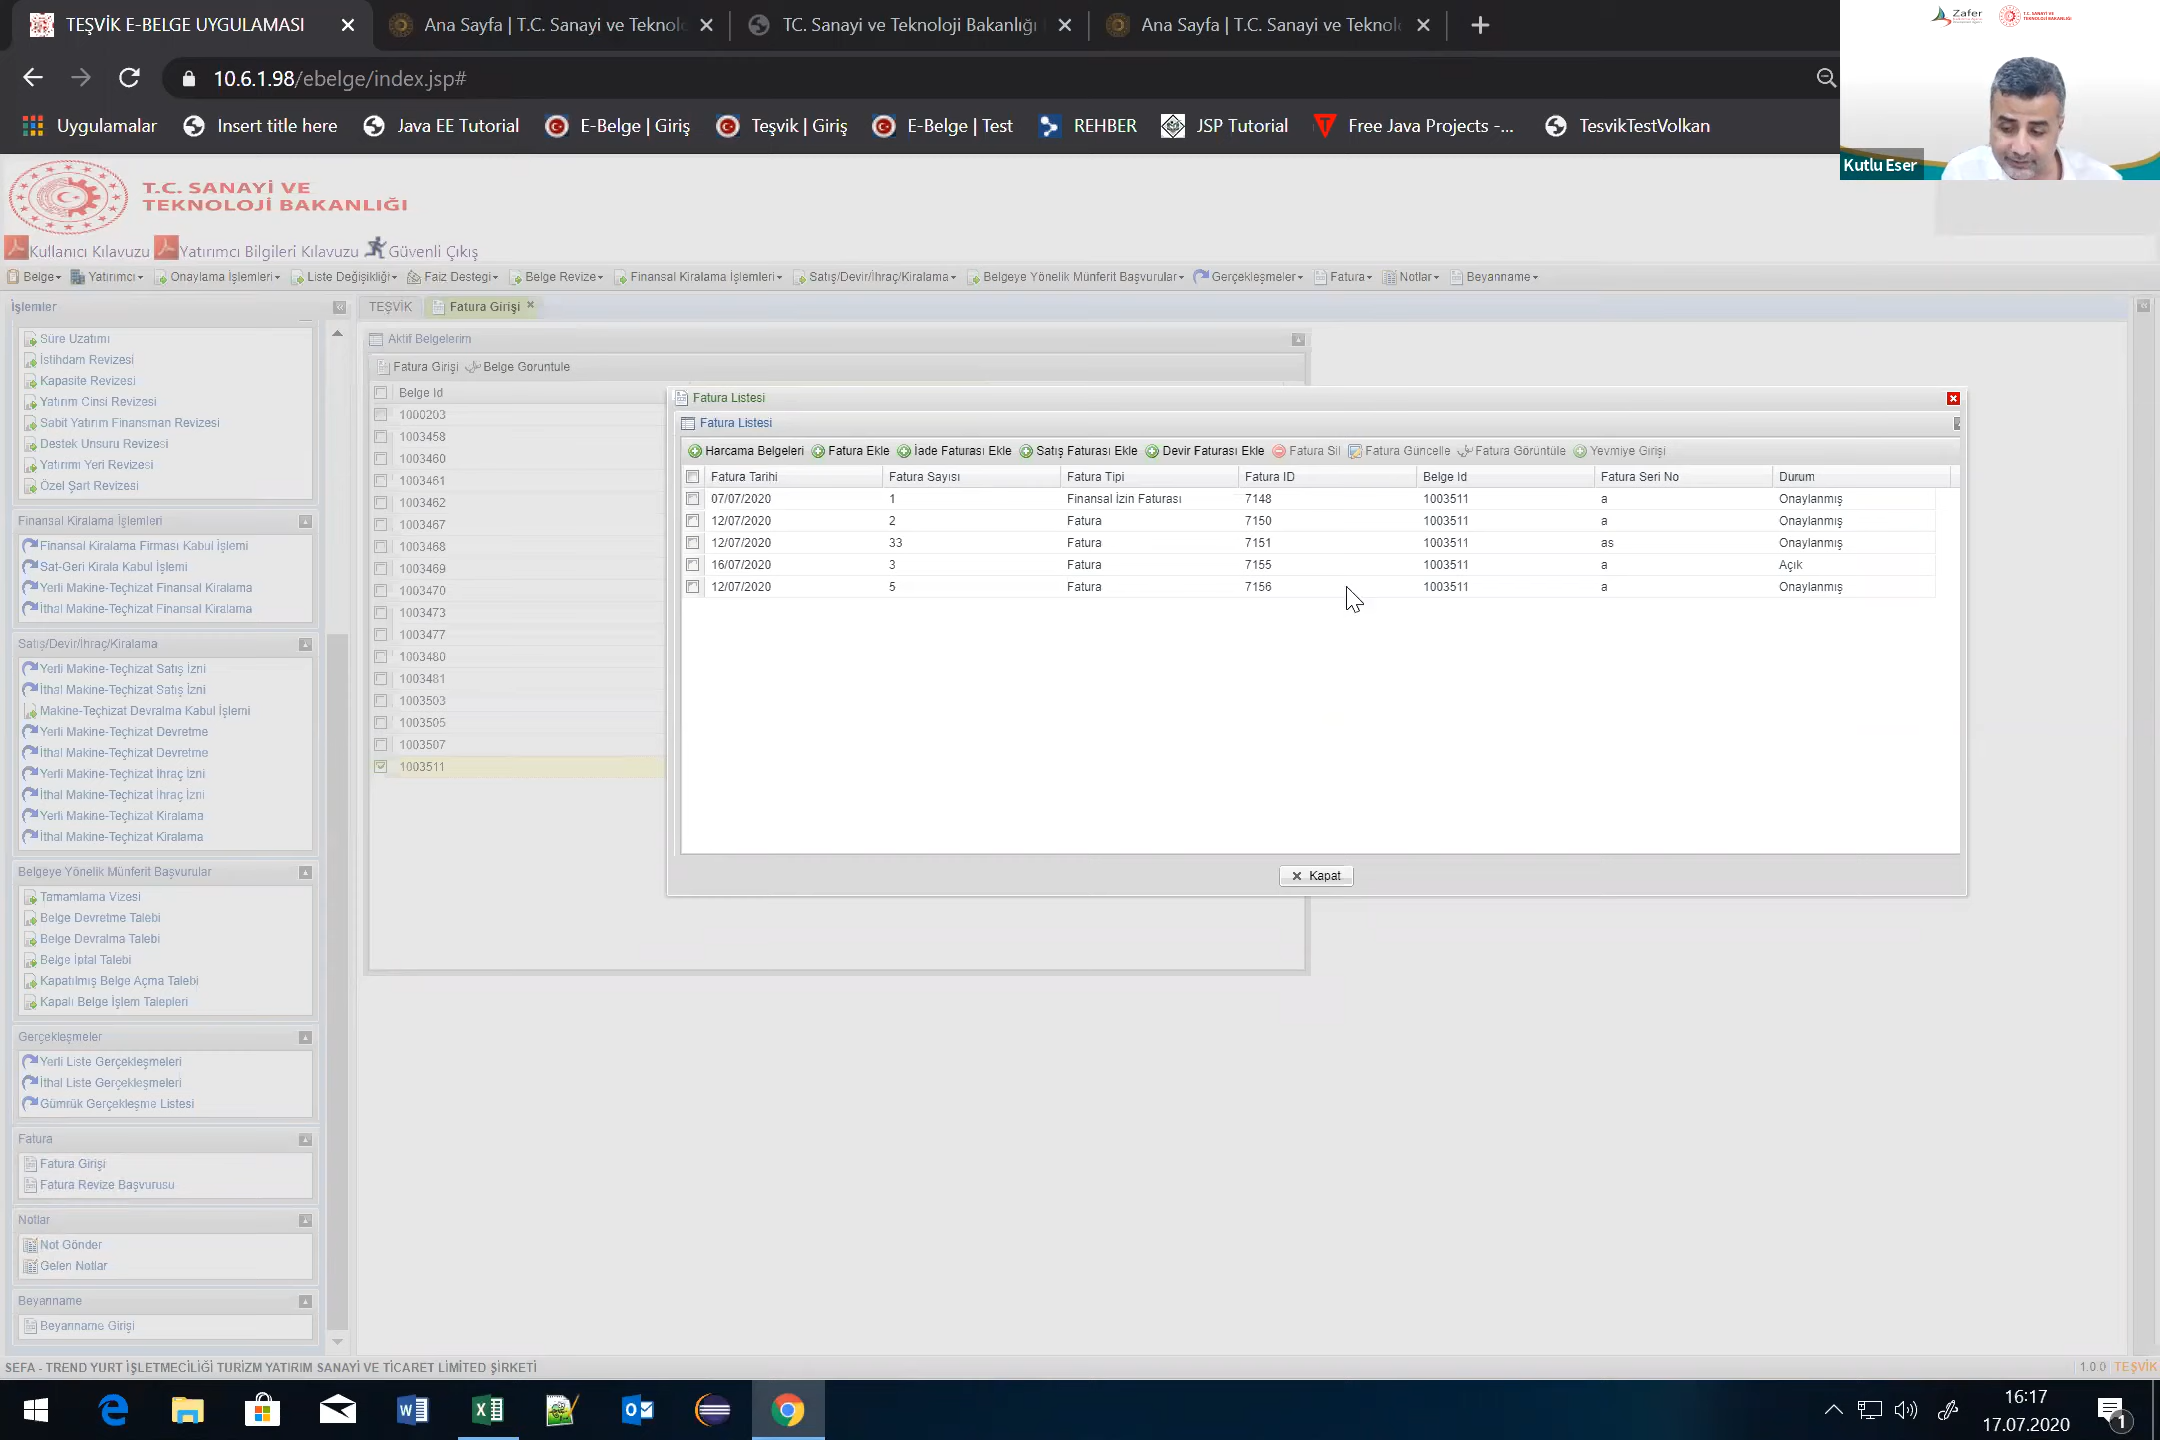 TEŞVİK E-BELGE UYGULAMASI
Ana Sayfa | T.C. Sanayi ve Teknolo
TC. Sanayi ve Teknoloji Bakanlığı
Ana Sayfa | T.C. Sanayi ve Teknolo
10.6.1.98/ebelge/index.jsp#
Uygulamalar
Insert title here
Java EE Tutorial
E-Belge | Giriş
Teşvik | Giriş
E-Belge | Test
REHBER
JSP Tutorial
Free Java Projects -...
TesvikTestVolkan
Zafer
T.C. SANAYİ VE
TEKNOLOJİ BAKANLIĞI
Kutlu Eser
T.C. SANAYİ VE
TEKNOLOJİ BAKANLIĞI
Kullanıcı Kılavuzu Yatırımcı Bilgileri Kılavuzu Güvenli Çıkış
Belge Yatırımcı Onaylama İşlemleri Liste Değişikliği Faiz Destegi Belge Revize Finansal Kiralama İşlemleri Satış/Devir/İhraç/Kiralama Belgeye Yönelik Münferit Başvurular Gerçekleşmeler Fatura Notlar Beyanname
İşlemler
Süre Uzatımı
İstihdam Revizesi
Kapasite Revizesi
Yatırım Cinsi Revizesi
Sabit Yatırım Finansman Revizesi
Destek Unsuru Revizesi
Yatırım Yeri Revizesi
Özel Şart Revizesi
Finansal Kiralama İşlemleri
Finansal Kiralama Firması Kabul İşlemi
Sat-Geri Kirala Kabul İşlemi
Yerli Makine-Teçhizat Finansal Kiralama
İthal Makine-Teçhizat Finansal Kiralama
Satış/Devir/İhraç/Kiralama
Yerli Makine-Teçhizat Satış İzni
İthal Makine-Teçhizat Satış İzni
Makine-Teçhizat Devralma Kabul İşlemi
Yerli Makine-Teçhizat Devretme
İthal Makine-Teçhizat Devretme
Yerli Makine-Teçhizat İhraç İzni
İthal Makine-Teçhizat İhraç İzni
Yerli Makine-Teçhizat Kiralama
İthal Makine-Teçhizat Kiralama
Belgeye Yönelik Münferit Başvurular
Tamamlama Vizesi
Belge Devretme Talebi
Belge Devralma Talebi
Belge İptal Talebi
Kapatılmış Belge Açma Talebi
Kapalı Belge İşlem Talepleri
Gerçekleşmeler
Yerli Liste Gerçekleşmeleri
İthal Liste Gerçekleşmeleri
Gümrük Gerçekleşme Listesi
Fatura
Fatura Girişi
Fatura Revize Başvurusu
Notlar
Not Gönder
Gelen Notlar
Beyanname
Beyanname Girişi
TEŞVİK Fatura Girişi
Aktif Belgelerim
Fatura Girişi Belge Goruntule
Belge Id
1000203
1003458
1003460
1003461
1003462
1003467
1003468
1003469
1003470
1003473
1003477
1003480
1003481
1003503
1003505
1003507
1003511
Fatura Listesi
Fatura Listesi
Harcama Belgeleri Fatura Ekle İade Faturası Ekle Satış Faturası Ekle Devir Faturası Ekle Fatura Sil Fatura Güncelle Fatura Görüntüle Yevmiye Girişi
Fatura Tarihi Fatura Sayısı Fatura Tipi Fatura ID Belge Id Fatura Seri No Durum
07/07/2020 1 Finansal İzin Faturası 7148 1003511 a Onaylanmış
12/07/2020 2 Fatura 7150 1003511 a Onaylanmış
12/07/2020 33 Fatura 7151 1003511 as Onaylanmış
16/07/2020 3 Fatura 7155 1003511 a Açık
12/07/2020 5 Fatura 7156 1003511 a Onaylanmış
Kapat
SEFA - TREND YURT İŞLETMECİLİĞİ TURİZM YATIRIM SANAYİ VE TİCARET LİMİTED ŞİRKETİ
1.0.0 TEŞVİK
16:17
17.07.2020
1